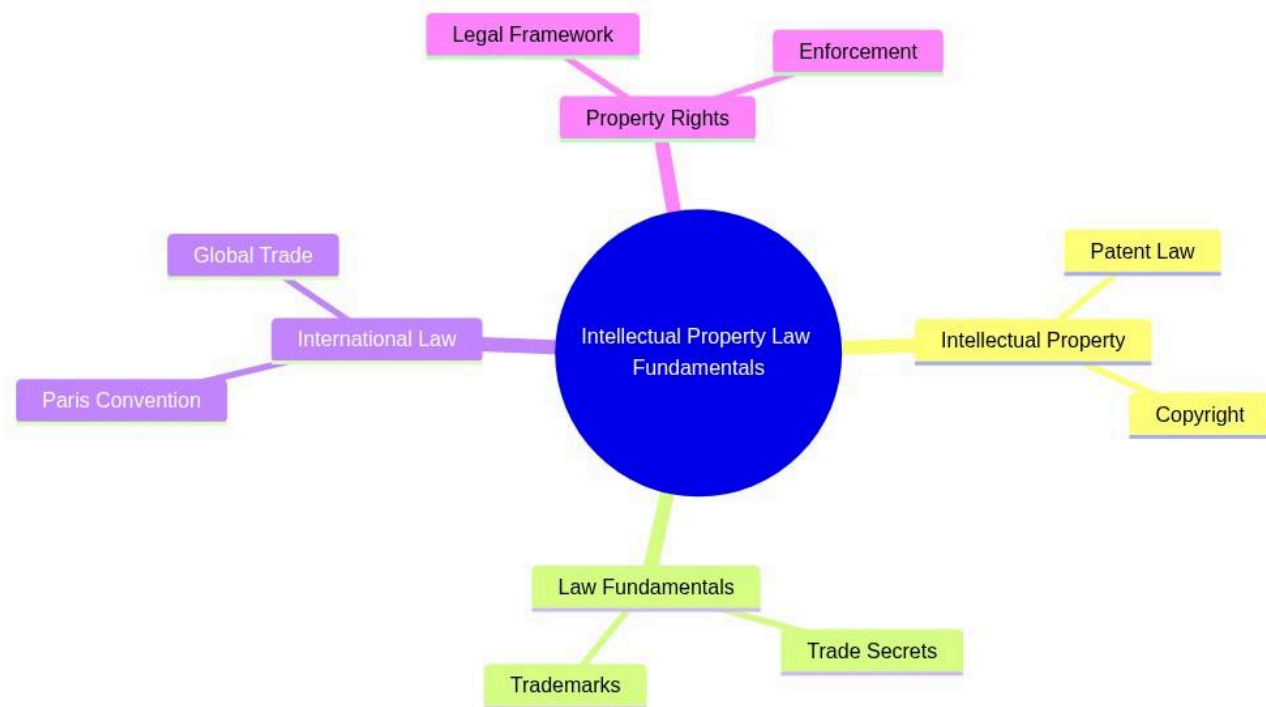 Legal Framework
Enforcement
Property Rights
Global Trade
International Law
Paris Convention
Intellectual Property Law
Fundamentals
Patent Law
Intellectual Property
Copyright
Law Fundamentals
Trade Secrets
Trademarks